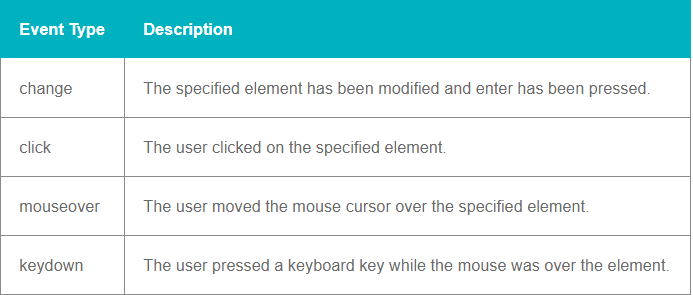 Event Type Description
change The specified element has been modified and enter has been pressed.
click The user clicked on the specified element.
mouseover The user moved the mouse cursor over the specified element.
keydown The user pressed a keyboard key while the mouse was over the element.